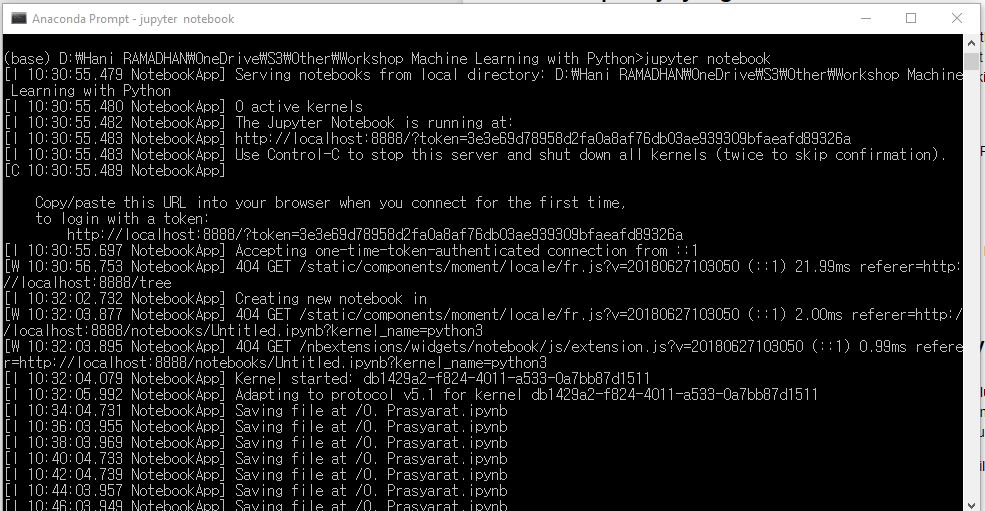 Anaconda Prompt - jupyter notebook
(base) D:₩Hani RAMADHAN₩OneDrive₩S3₩Other₩Workshop Machine Learning with Python>jupyter notebook
[I 10:30:55.479 NotebookApp] Serving notebooks from local directory: D:₩Hani RAMADHAN₩OneDrive₩S3₩Other₩Workshop Machine
 Learning with Python
[I 10:30:55.480 NotebookApp] 0 active kernels
[I 10:30:55.482 NotebookApp] The Jupyter Notebook is running at:
[I 10:30:55.483 NotebookApp] http://localhost:8888/?token=3e3e69d78958d2fa0a8af76db03ae939309bfaeafd89326a
[I 10:30:55.483 NotebookApp] Use Control-C to stop this server and shut down all kernels (twice to skip confirmation).
[C 10:30:55.489 NotebookApp]
    Copy/paste this URL into your browser when you connect for the first time,
    to login with a token:
        http://localhost:8888/?token=3e3e69d78958d2fa0a8af76db03ae939309bfaeafd89326a
[I 10:30:55.697 NotebookApp] Accepting one-time-token-authenticated connection from ::1
[W 10:30:56.753 NotebookApp] 404 GET /static/components/moment/locale/fr.js?v=20180627103050 (::1) 21.99ms referer=http:
//localhost:8888/tree
[I 10:32:02.732 NotebookApp] Creating new notebook in
[W 10:32:03.877 NotebookApp] 404 GET /static/components/moment/locale/fr.js?v=20180627103050 (::1) 2.00ms referer=http:/
/localhost:8888/notebooks/Untitled.ipynb?kernel_name=python3
[W 10:32:03.895 NotebookApp] 404 GET /nbextensions/widgets/notebook/js/extension.js?v=20180627103050 (::1) 0.99ms refere
r=http://localhost:8888/notebooks/Untitled.ipynb?kernel_name=python3
[I 10:32:04.079 NotebookApp] Kernel started: db1429a2-f824-4011-a533-0a7bb87d1511
[I 10:32:05.992 NotebookApp] Adapting to protocol v5.1 for kernel db1429a2-f824-4011-a533-0a7bb87d1511
[I 10:34:04.731 NotebookApp] Saving file at /0. Prasyarat.ipynb
[I 10:36:03.955 NotebookApp] Saving file at /0. Prasyarat.ipynb
[I 10:38:03.969 NotebookApp] Saving file at /0. Prasyarat.ipynb
[I 10:40:04.733 NotebookApp] Saving file at /0. Prasyarat.ipynb
[I 10:42:04.738 NotebookApp] Saving file at /0. Prasyarat.ipynb
[I 10:44:03.957 NotebookApp] Saving file at /0. Prasyarat.ipynb
[I 10:46:03.949 NotebookApp] Saving file at /0. Prasyarat.ipynb